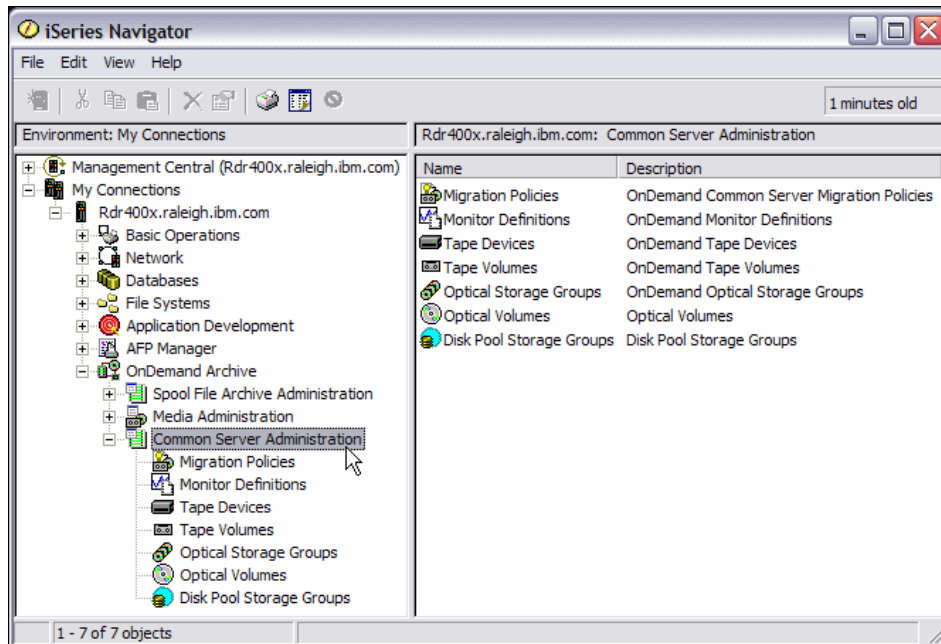 iSeries Navigator
File Edit View Help
1 minutes old
Environment: My Connections
Rdr400x.raleigh.ibm.com: Common Server Administration
Management Central (Rdr400x.raleigh.ibm.com)
My Connections
Rdr400x.raleigh.ibm.com
Basic Operations
Network
Databases
File Systems
Application Development
AFP Manager
OnDemand Archive
Spool File Archive Administration
Media Administration
Common Server Administration
Migration Policies
Monitor Definitions
Tape Devices
Tape Volumes
Optical Storage Groups
Optical Volumes
Disk Pool Storage Groups
Name Description
Migration Policies OnDemand Common Server Migration Policies
Monitor Definitions OnDemand Monitor Definitions
Tape Devices OnDemand Tape Devices
Tape Volumes OnDemand Tape Volumes
Optical Storage Groups OnDemand Optical Storage Groups
Optical Volumes Optical Volumes
Disk Pool Storage Groups Disk Pool Storage Groups
1 - 7 of 7 objects